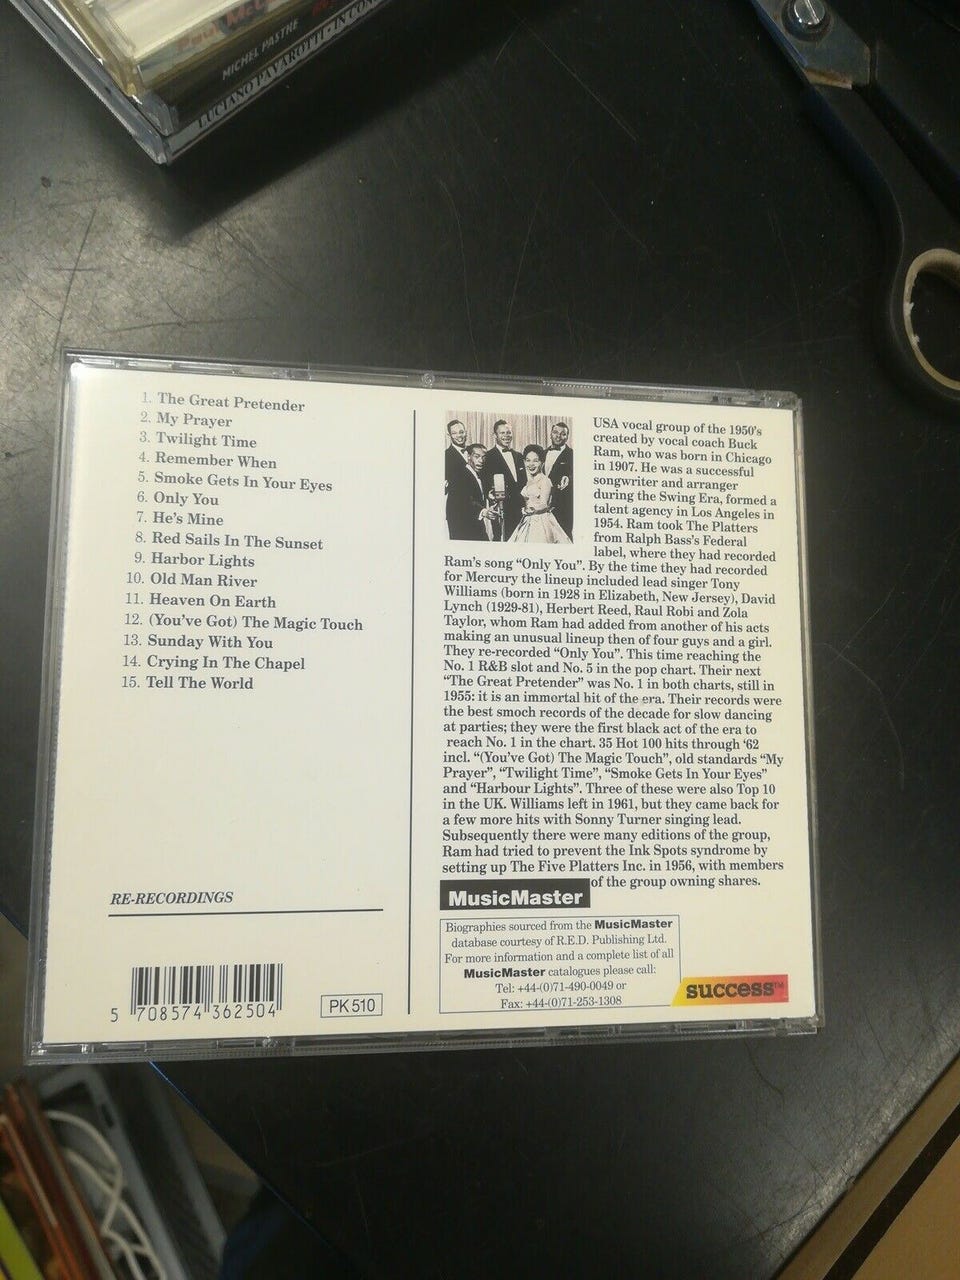 MICHEL PASTRE
LUCIANO PAVAROTTI - IN CON
1. The Great Pretender
2. My Prayer
3. Twilight Time
4. Remember When
5. Smoke Gets In Your Eyes
6. Only You
7. He's Mine
8. Red Sails In The Sunset
9. Harbor Lights
10. Old Man River
11. Heaven On Earth
12. (You've Got) The Magic Touch
13. Sunday With You
14. Crying In The Chapel
15. Tell The World
RE-RECORDINGS
5 708574 362504
PK 510
USA vocal group of the 1950's
created by vocal coach Buck
Ram, who was born in Chicago
in 1907. He was a successful
songwriter and arranger
during the Swing Era, formed a
talent agency in Los Angeles in
1954. Ram took The Platters
from Ralph Bass's Federal
label, where they had recorded
Ram's song "Only You". By the time they had recorded
for Mercury the lineup included lead singer Tony
Williams (born in 1928 in Elizabeth, New Jersey), David
Lynch (1929-81), Herbert Reed, Raul Robi and Zola
Taylor, whom Ram had added from another of his acts
making an unusual lineup then of four guys and a girl.
They re-recorded "Only You". This time reaching the
No. 1 R&B slot and No. 5 in the pop chart. Their next
"The Great Pretender" was No. 1 in both charts, still in
1955: it is an immortal hit of the era. Their records were
the best smoch records of the decade for slow dancing
at parties; they were the first black act of the era to
reach No. 1 in the chart. 35 Hot 100 hits through '62
incl. "(You've Got) The Magic Touch", old standards "My
Prayer", "Twilight Time", "Smoke Gets In Your Eyes"
and "Harbour Lights". Three of these were also Top 10
in the UK. Williams left in 1961, but they came back for
a few more hits with Sonny Turner singing lead.
Subsequently there were many editions of the group,
Ram had tried to prevent the Ink Spots syndrome by
setting up The Five Platters Inc. in 1956, with members
of the group owning shares.
MusicMaster
Biographies sourced from the MusicMaster
database courtesy of R.E.D. Publishing Ltd.
For more information and a complete list of all
MusicMaster catalogues please call:
Tel: +44-(0)71-490-0049 or
Fax: +44-(0)71-253-1308
success™